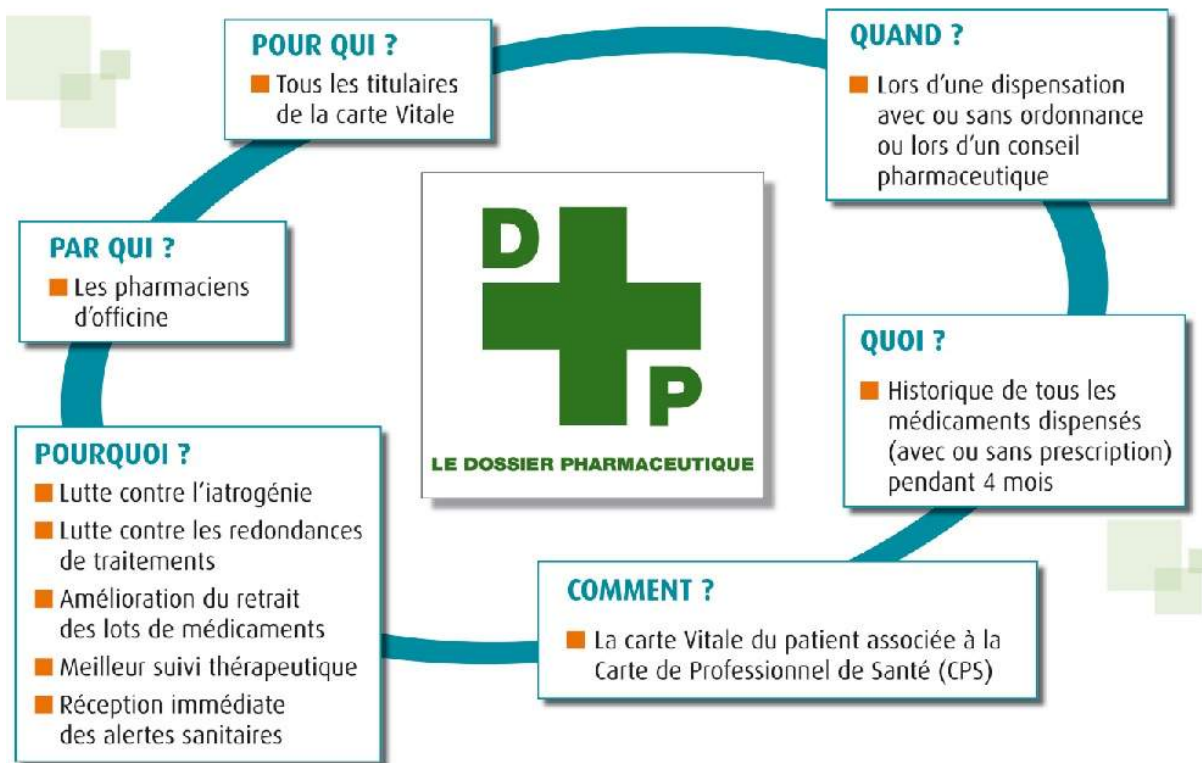 POUR QUI ?
Tous les titulaires
de la carte Vitale
QUAND ?
Lors d'une dispensation
avec ou sans ordonnance
ou lors d'un conseil
pharmaceutique
PAR QUI ?
Les pharmaciens
d'officine
D
P
LE DOSSIER PHARMACEUTIQUE
QUOI ?
Historique de tous les
médicaments dispensés
(avec ou sans prescription)
pendant 4 mois
POURQUOI ?
Lutte contre l'iatrogénie
Lutte contre les redondances
de traitements
Amélioration du retrait
des lots de médicaments
Meilleur suivi thérapeutique
Réception immédiate
des alertes sanitaires
COMMENT ?
La carte Vitale du patient associée à la
Carte de Professionnel de Santé (CPS)